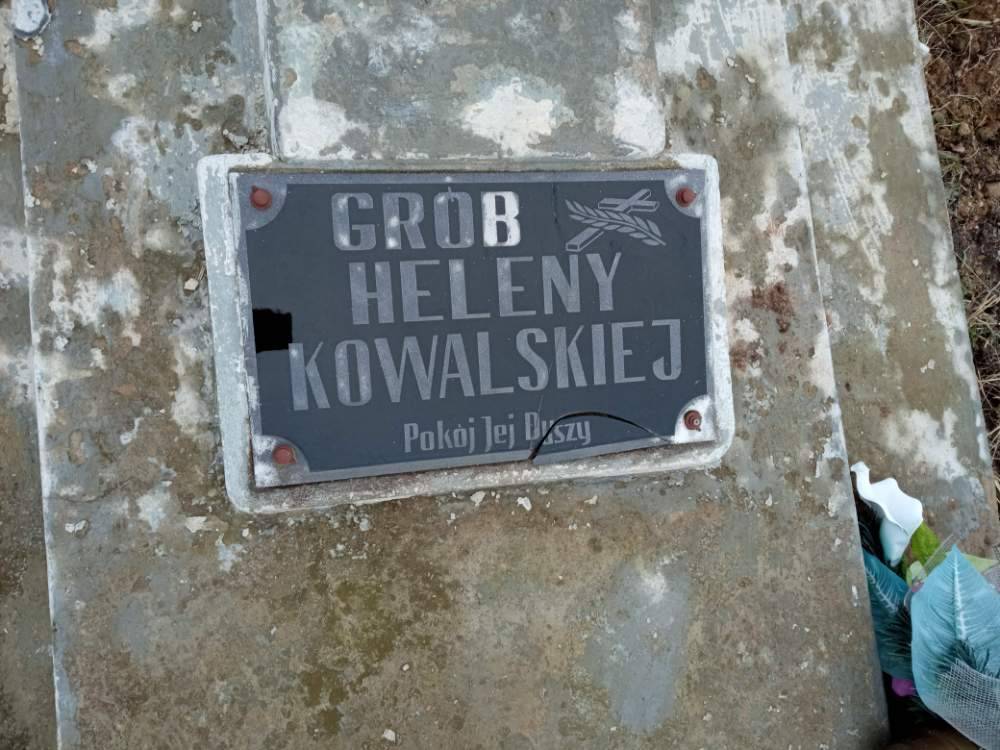 GRÓB
HELENY
KOWALSKIEJ
Pokój Jej Duszy